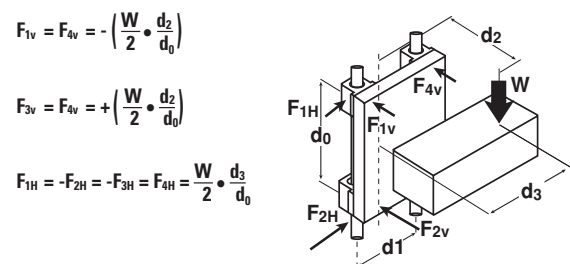 F1v = F4v = - ( W/2 • d2/d0 )
F3v = F4v = + ( W/2 • d2/d0 )
F1H = -F2H = -F3H = F4H = W/2 • d3/d0
d2
W
F4v
F1H
F1v
d0
d3
F2H
F2v
d1